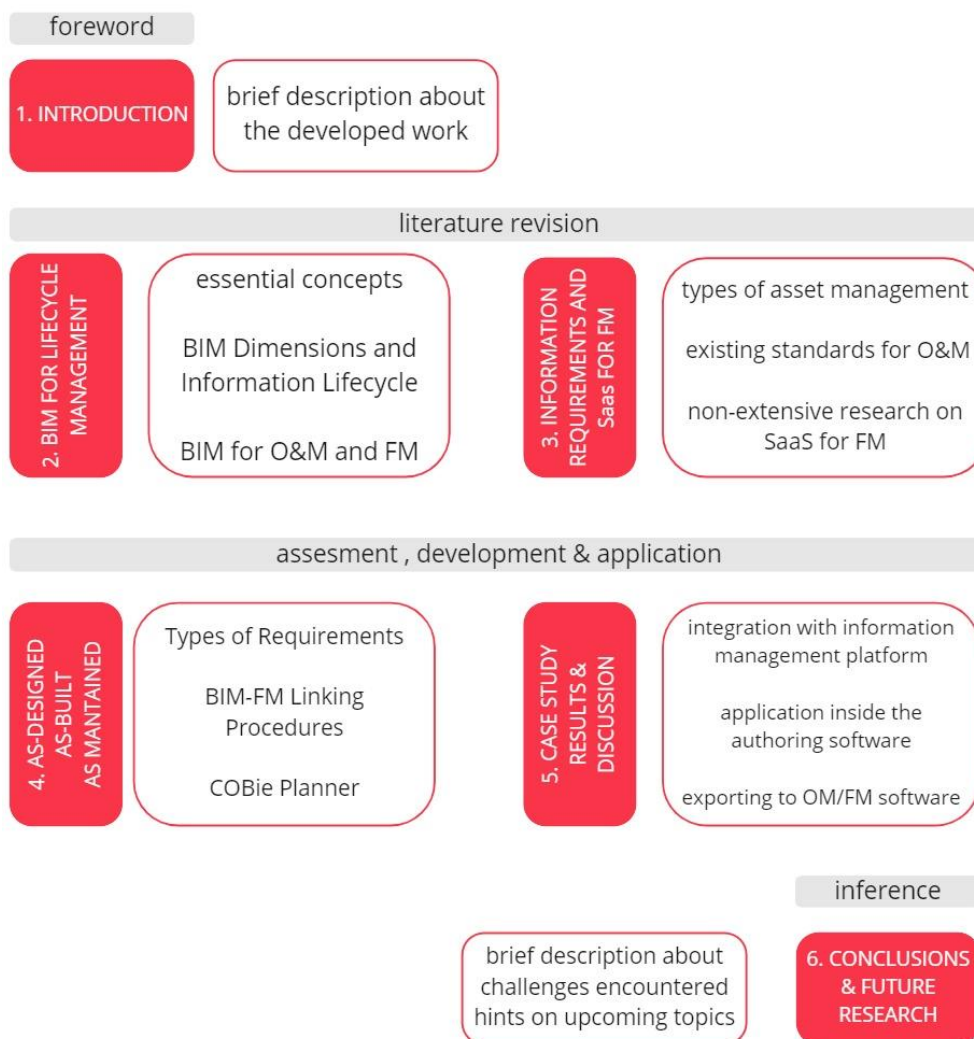 foreword
1. INTRODUCTION
brief description about
the developed work
literature revision
2. BIM FOR LIFECYCLE
MANAGEMENT
essential concepts
BIM Dimensions and
Information Lifecycle
BIM for O&M and FM
3. INFORMATION
REQUIREMENTS AND
SaaS FOR FM
types of asset management
existing standards for O&M
non-extensive research on
SaaS for FM
assesment , development & application
4. AS-DESIGNED
AS-BUILT
AS MANTAINED
Types of Requirements
BIM-FM Linking
Procedures
COBie Planner
5. CASE STUDY
RESULTS &
DISCUSSION
integration with information
management platform
application inside the
authoring software
exporting to OM/FM software
inference
brief description about
challenges encountered
hints on upcoming topics
6. CONCLUSIONS
& FUTURE
RESEARCH